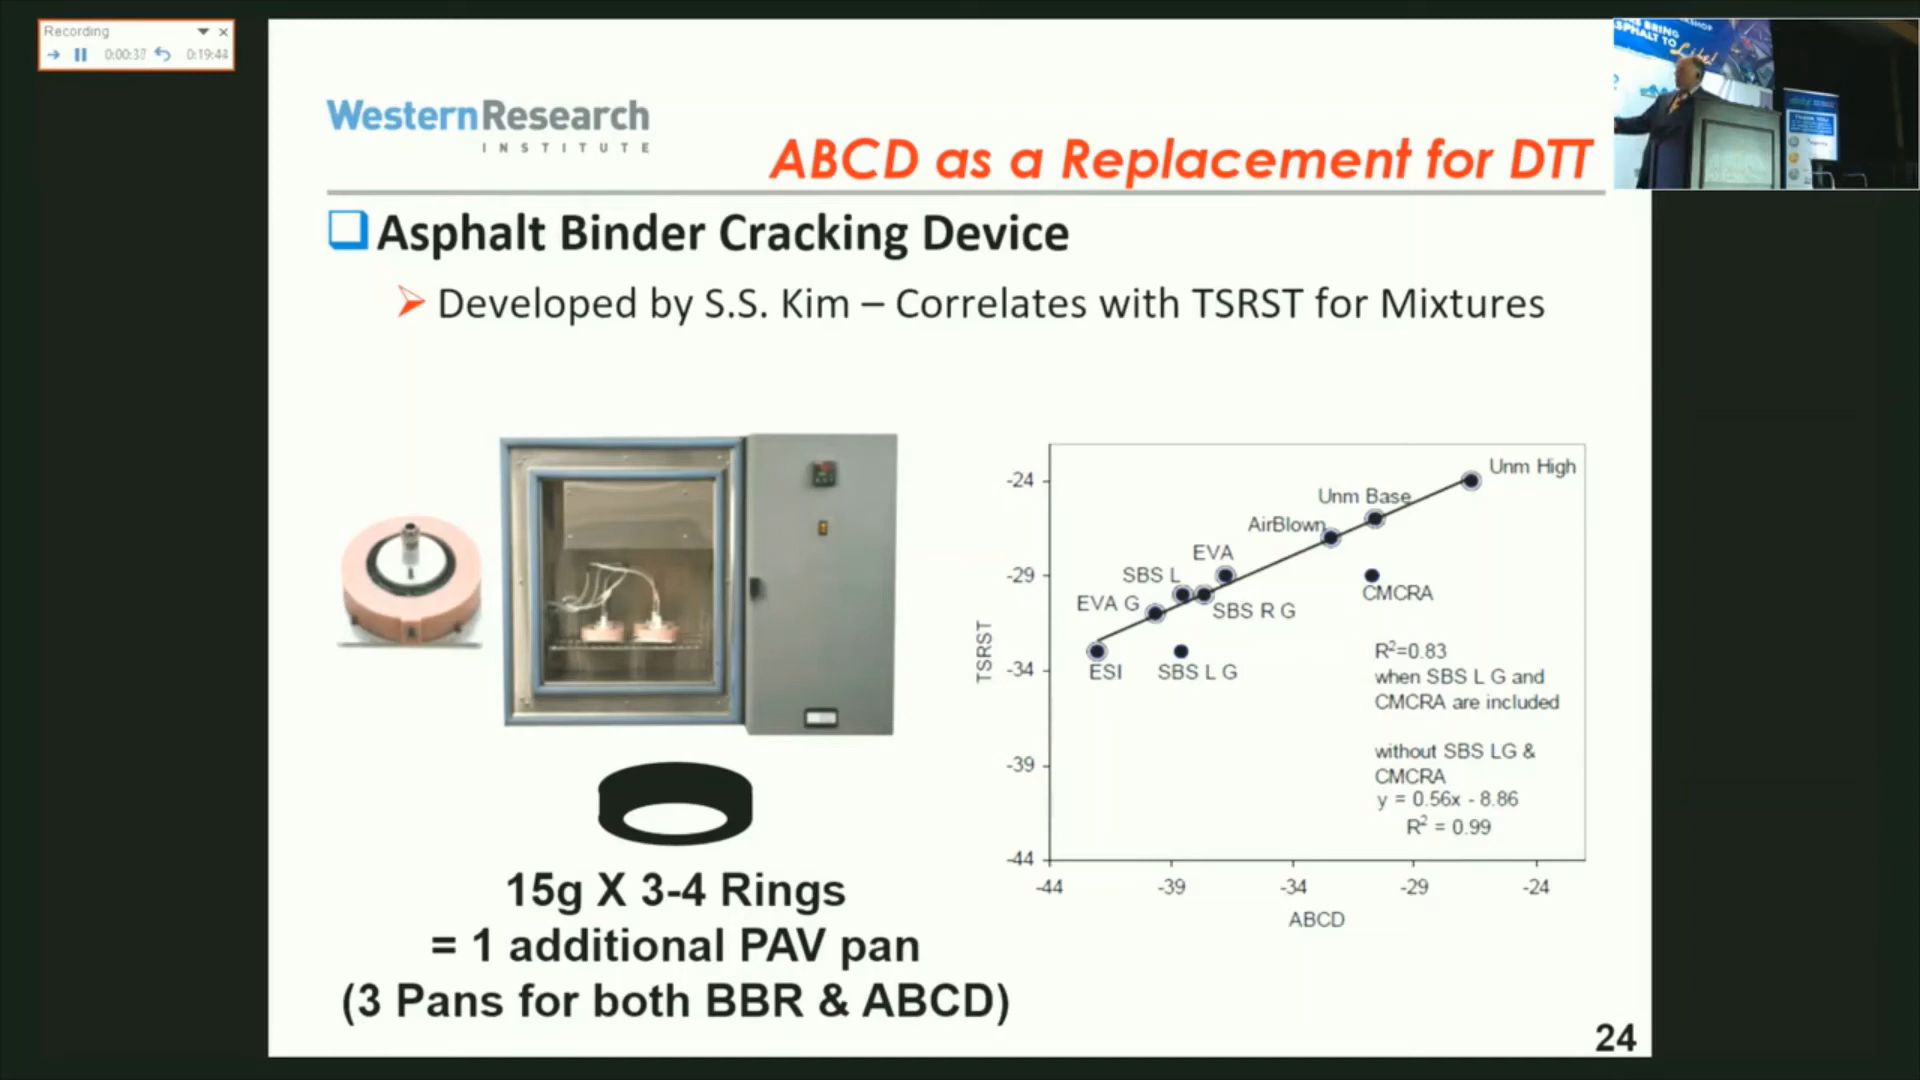 Recording
0:00:37
0:19:44
WesternResearch
INSTITUTE
ABCD as a Replacement for DTT
Asphalt Binder Cracking Device
Developed by S.S. Kim – Correlates with TSRST for Mixtures
15g X 3-4 Rings
= 1 additional PAV pan
(3 Pans for both BBR & ABCD)
TSRST
-24
-29
-34
-39
-44
Unm High
Unm Base
AirBlown
EVA
SBS L
EVA G
SBS R G
CMCRA
ESI
SBS L G
R²=0.83
when SBS L G and
CMCRA are included
without SBS LG &
CMCRA
y = 0.56x - 8.86
R² = 0.99
-44
-39
-34
-29
-24
ABCD
24
BRING
ASPHALT TO
Life!